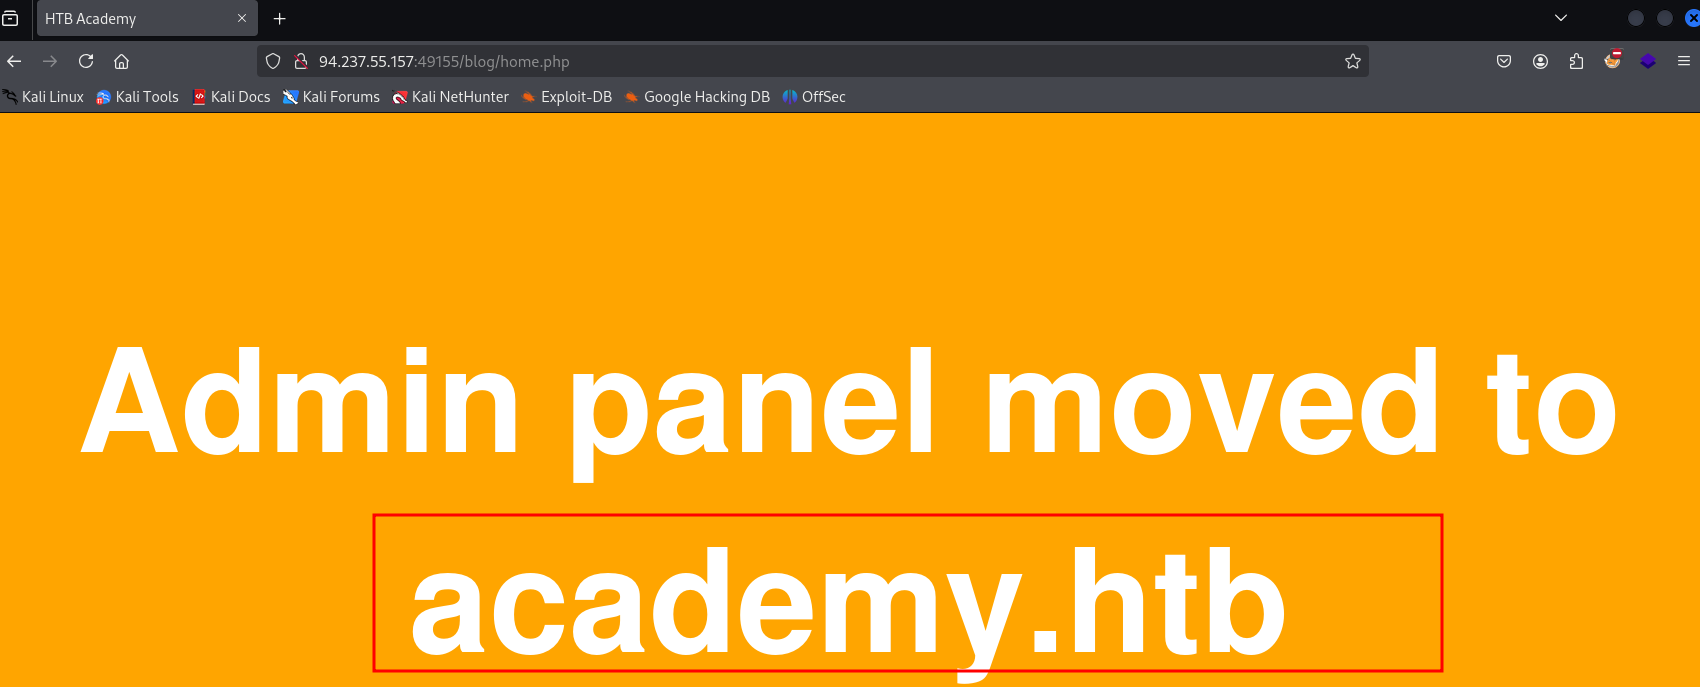 HTB Academy
94.237.55.157:49155/blog/home.php
Kali Linux Kali Tools Kali Docs Kali Forums Kali NetHunter Exploit-DB Google Hacking DB OffSec
Admin panel moved to
academy.htb